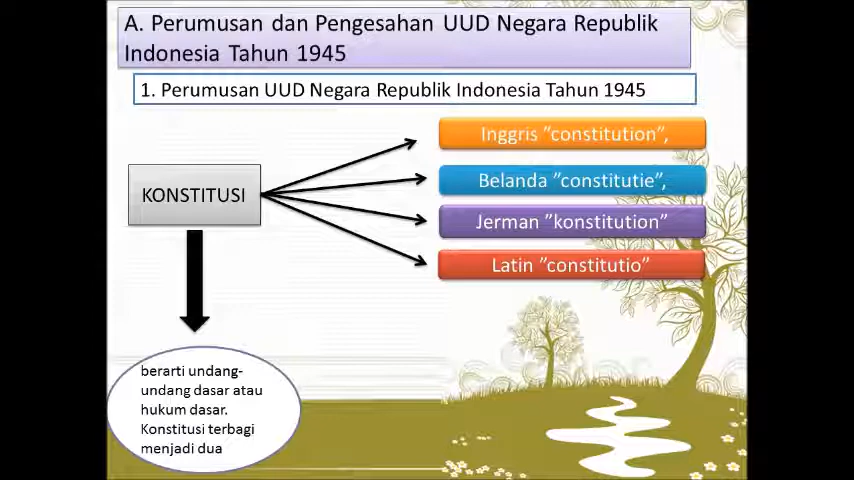 A. Perumusan dan Pengesahan UUD Negara Republik
Indonesia Tahun 1945
1. Perumusan UUD Negara Republik Indonesia Tahun 1945
KONSTITUSI
Inggris ”constitution”,
Belanda ”constitutie”,
Jerman ”konstitution”
Latin ”constitutio”
berarti undang-
undang dasar atau
hukum dasar.
Konstitusi terbagi
menjadi dua